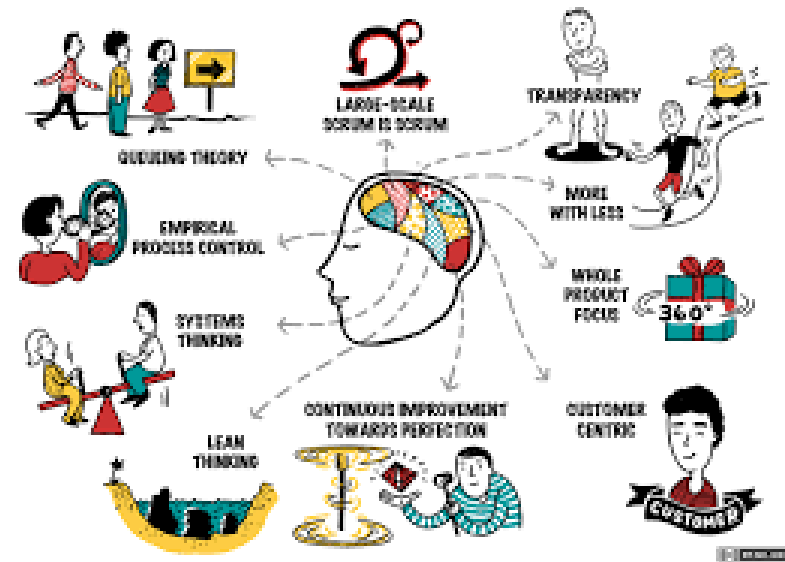 LARGE-SCALE
SCRUM IS SCRUM
TRANSPARENCY
QUEUEING THEORY
MORE
WITH LESS
EMPIRICAL
PROCESS CONTROL
WHOLE
PRODUCT
FOCUS
360°
SYSTEMS
THINKING
CONTINUOUS IMPROVEMENT
TOWARDS PERFECTION
CUSTOMER
CENTRIC
LEAN
THINKING
CUSTOMER